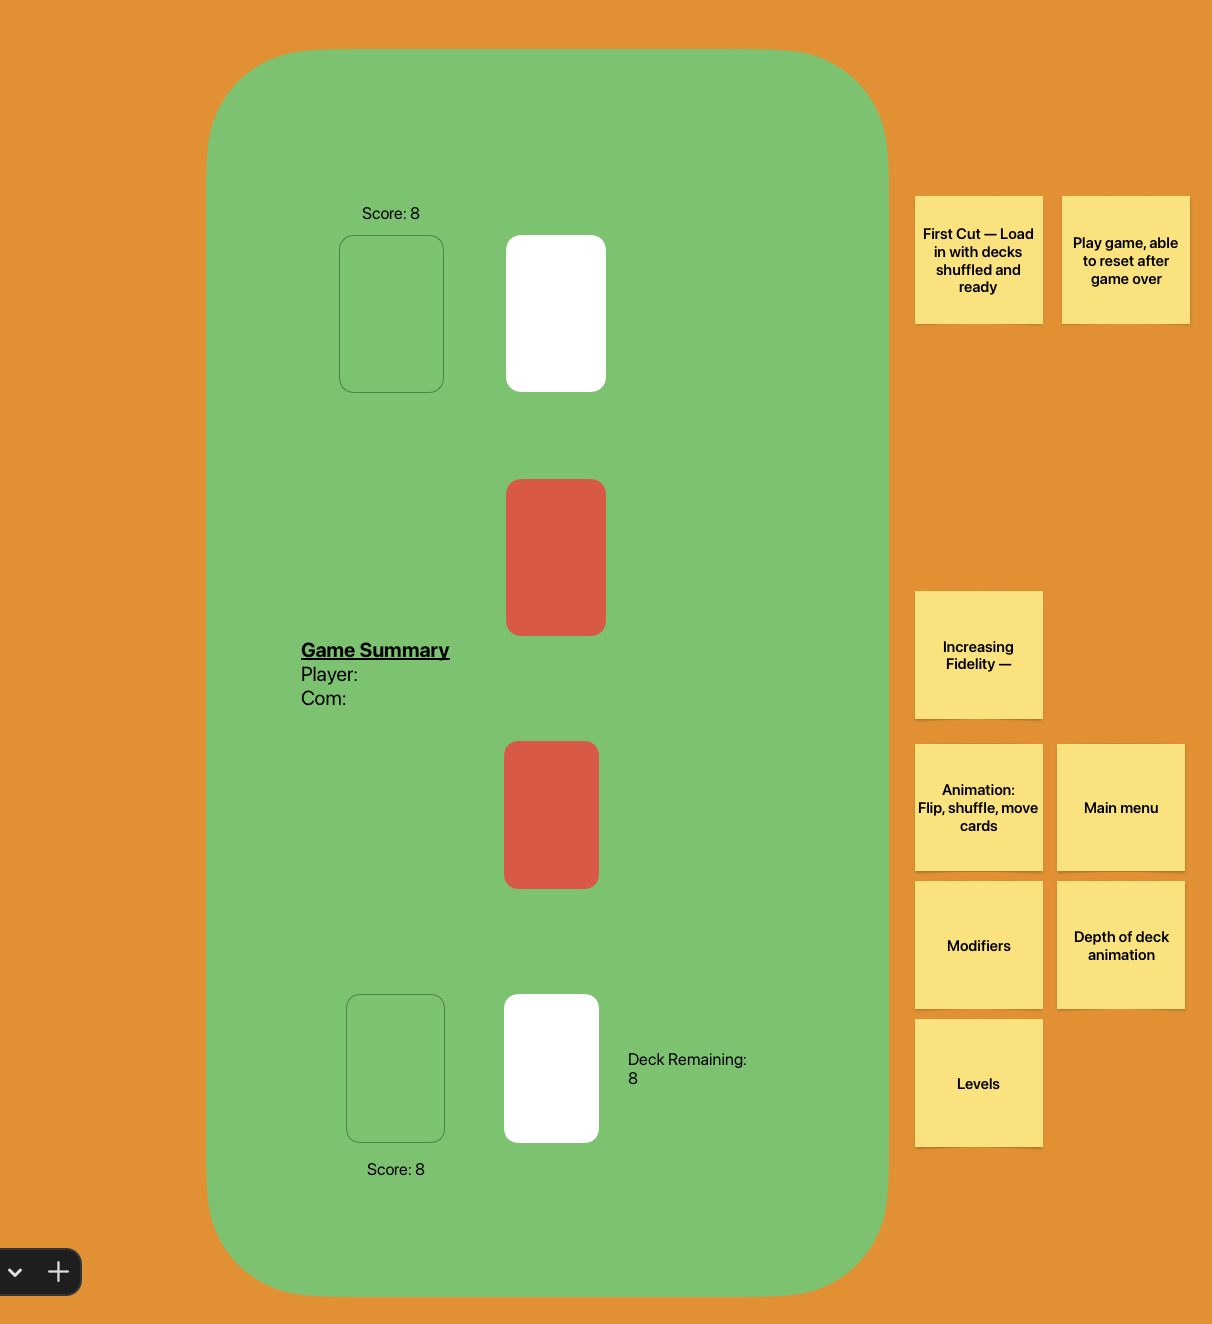 Score: 8
First Cut — Load
in with decks
shuffled and
ready
Play game, able
to reset after
game over
Game Summary
Player:
Com:
Increasing
Fidelity —
Animation:
Flip, shuffle, move
cards
Main menu
Modifiers
Depth of deck
animation
Deck Remaining:
8
Levels
Score: 8